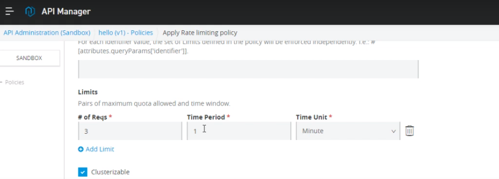 API Manager
API Administration (Sandbox) hello (v1) - Policies Apply Rate limiting policy
SANDBOX
Policies
For each identifier value, the set of Limits defined in the policy will be enforced independently. I.e.: #
[attributes.queryParams['identifier']].
Limits
Pairs of maximum quota allowed and time window
# of Reqs * Time Period * Time Unit *
3 1 Minute
Add Limit
Clusterizable